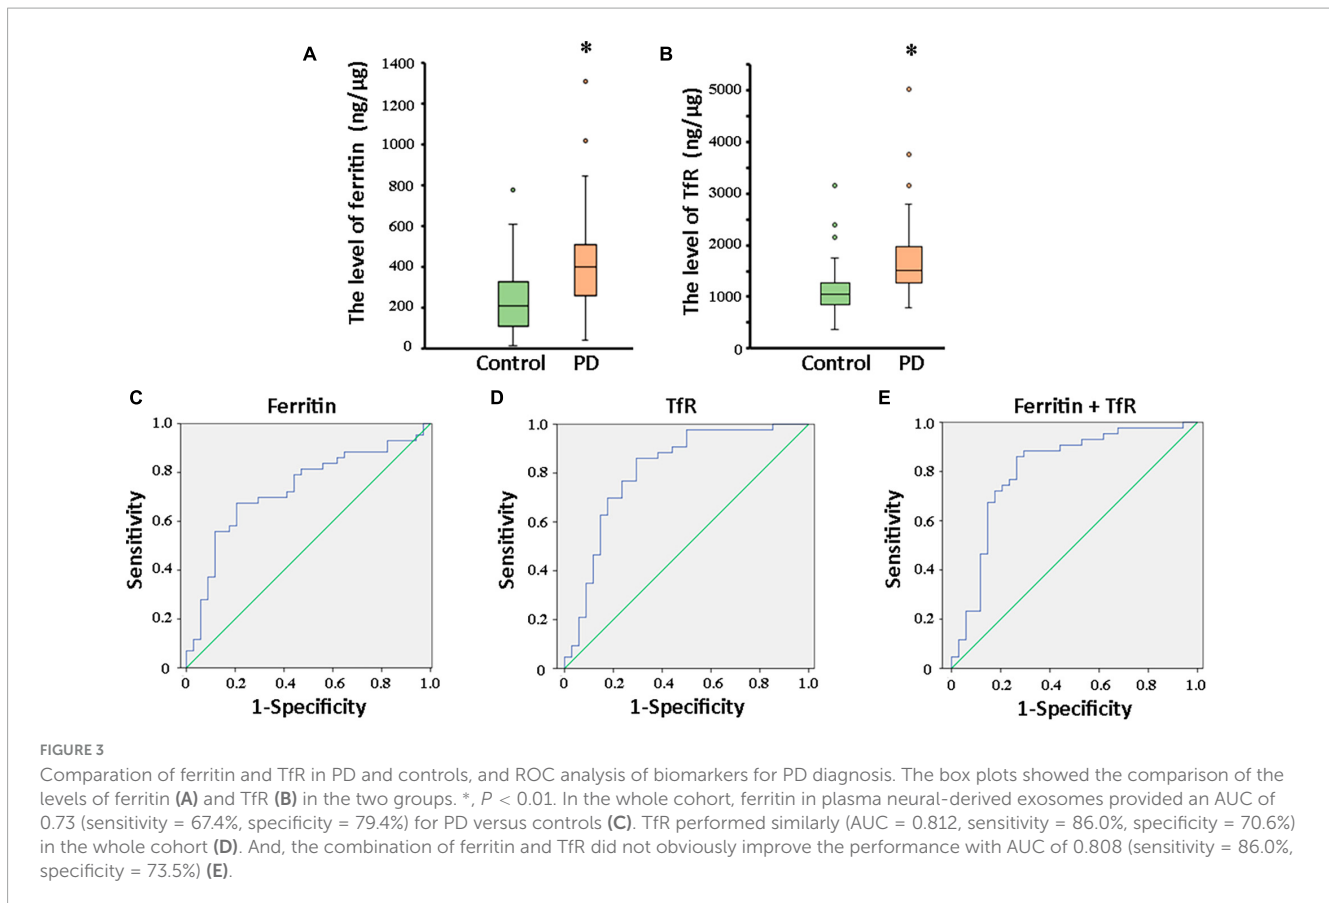 A
*
The level of ferritin (ng/µg)
1400
1200
1000
800
600
400
200
0
Control PD
B
*
The level of TfR (ng/µg)
5000
4000
3000
2000
1000
0
Control PD
C
Ferritin
Sensitivity
1.0
0.8
0.6
0.4
0.2
0
0 0.2 0.4 0.6 0.8 1.0
1-Specificity
D
TfR
Sensitivity
1.0
0.8
0.6
0.4
0.2
0
0 0.2 0.4 0.6 0.8 1.0
1-Specificity
E
Ferritin + TfR
Sensitivity
1.0
0.8
0.6
0.4
0.2
0
0 0.2 0.4 0.6 0.8 1.0
1-Specificity
FIGURE 3
Comparation of ferritin and TfR in PD and controls, and ROC analysis of biomarkers for PD diagnosis. The box plots showed the comparison of the
levels of ferritin (A) and TfR (B) in the two groups. *, P < 0.01. In the whole cohort, ferritin in plasma neural-derived exosomes provided an AUC of
0.73 (sensitivity = 67.4%, specificity = 79.4%) for PD versus controls (C). TfR performed similarly (AUC = 0.812, sensitivity = 86.0%, specificity = 70.6%)
in the whole cohort (D). And, the combination of ferritin and TfR did not obviously improve the performance with AUC of 0.808 (sensitivity = 86.0%,
specificity = 73.5%) (E).